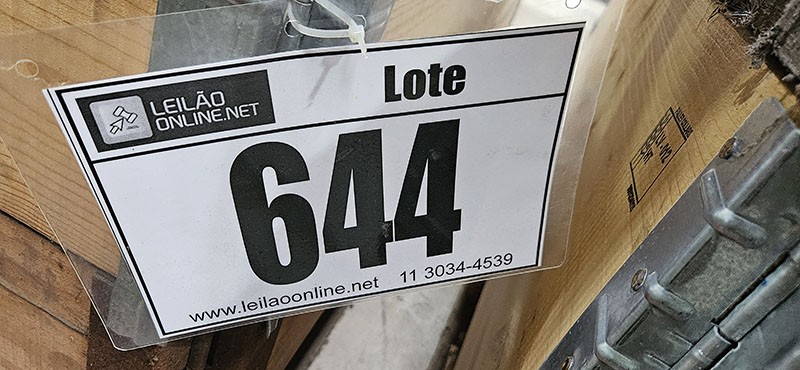 LEILÃO
ONLINE.NET
Lote
644
www.leilaoonline.net 11 3034-4539